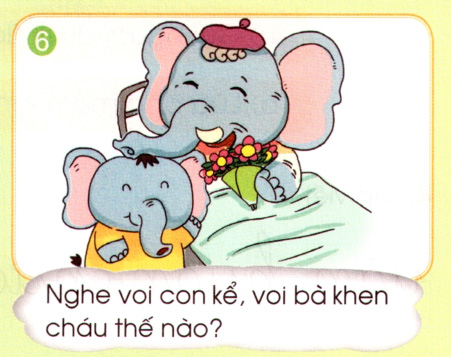 6
Nghe voi con kể, voi bà khen
cháu thế nào?